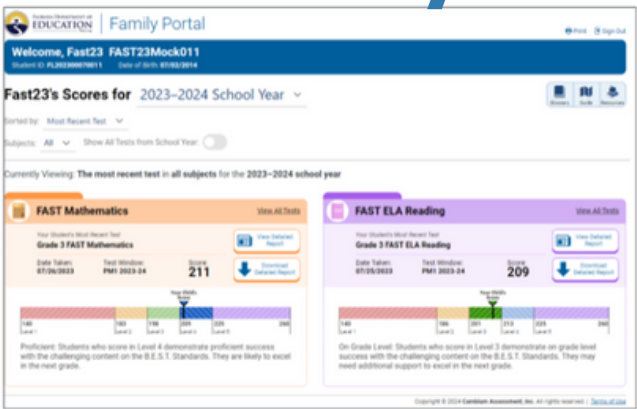 FLORIDA DEPARTMENT OF
EDUCATION
Family Portal
Print Sign Out
Welcome, Fast23 FAST23Mock011
Student ID: FL202300070011 Date of Birth: 07/02/2014
Fast23's Scores for 2023–2024 School Year
Glossary Guide Resources
Sorted by: Most Recent Test
Subjects: All Show All Tests from School Year:
Currently Viewing: The most recent test in all subjects for the 2023–2024 school year
FAST Mathematics View All Tests
Your Student's Most Recent Test
Grade 3 FAST Mathematics
View Detailed Report
Date Taken: 07/26/2023
Test Window: PM1 2023-24
Score: 211
Download Detailed Report
Your Child's Score
140 183 198 209 225 260
Level 1 Level 2 Level 3 Level 4 Level 5
Proficient: Students who score in Level 4 demonstrate proficient success
with the challenging content on the B.E.S.T. Standards. They are likely to excel
in the next grade.
FAST ELA Reading View All Tests
Your Student's Most Recent Test
Grade 3 FAST ELA Reading
View Detailed Report
Date Taken: 07/25/2023
Test Window: PM1 2023-24
Score: 209
Download Detailed Report
Your Child's Score
140 186 201 213 225 260
Level 1 Level 2 Level 3 Level 4 Level 5
On Grade Level: Students who score in Level 3 demonstrate on grade level
success with the challenging content on the B.E.S.T. Standards. They may
need additional support to excel in the next grade.
Copyright © 2024 Cambium Assessment, Inc. All rights reserved. | Terms of Use